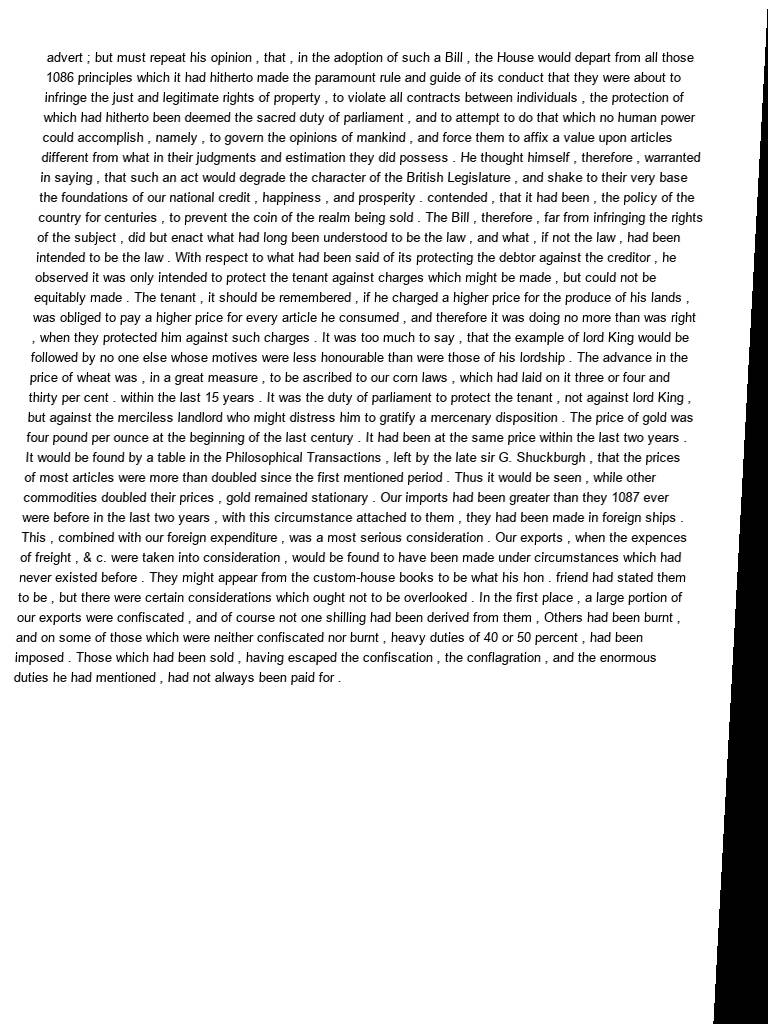 advert ; but must repeat his opinion , that , in the adoption of such a Bill , the House would depart from all those
1086 principles which it had hitherto made the paramount rule and guide of its conduct that they were about to
infringe the just and legitimate rights of property , to violate all contracts between individuals , the protection of
which had hitherto been deemed the sacred duty of parliament , and to attempt to do that which no human power
could accomplish , namely , to govern the opinions of mankind , and force them to affix a value upon articles
different from what in their judgments and estimation they did possess . He thought himself , therefore , warranted
in saying , that such an act would degrade the character of the British Legislature , and shake to their very base
the foundations of our national credit , happiness , and prosperity . contended , that it had been , the policy of the
country for centuries , to prevent the coin of the realm being sold . The Bill , therefore , far from infringing the rights
of the subject , did but enact what had long been understood to be the law , and what , if not the law , had been
intended to be the law . With respect to what had been said of its protecting the debtor against the creditor , he
observed it was only intended to protect the tenant against charges which might be made , but could not be
equitably made . The tenant , it should be remembered , if he charged a higher price for the produce of his lands ,
was obliged to pay a higher price for every article he consumed , and therefore it was doing no more than was right
, when they protected him against such charges . It was too much to say , that the example of lord King would be
followed by no one else whose motives were less honourable than were those of his lordship . The advance in the
price of wheat was , in a great measure , to be ascribed to our corn laws , which had laid on it three or four and
thirty per cent . within the last 15 years . It was the duty of parliament to protect the tenant , not against lord King ,
but against the merciless landlord who might distress him to gratify a mercenary disposition . The price of gold was
four pound per ounce at the beginning of the last century . It had been at the same price within the last two years .
It would be found by a table in the Philosophical Transactions , left by the late sir G. Shuckburgh , that the prices
of most articles were more than doubled since the first mentioned period . Thus it would be seen , while other
commodities doubled their prices , gold remained stationary . Our imports had been greater than they 1087 ever
were before in the last two years , with this circumstance attached to them , they had been made in foreign ships .
This , combined with our foreign expenditure , was a most serious consideration . Our exports , when the expences
of freight , & c. were taken into consideration , would be found to have been made under circumstances which had
never existed before . They might appear from the custom-house books to be what his hon . friend had stated them
to be , but there were certain considerations which ought not to be overlooked . In the first place , a large portion of
our exports were confiscated , and of course not one shilling had been derived from them , Others had been burnt ,
and on some of those which were neither confiscated nor burnt , heavy duties of 40 or 50 percent , had been
imposed . Those which had been sold , having escaped the confiscation , the conflagration , and the enormous
duties he had mentioned , had not always been paid for .